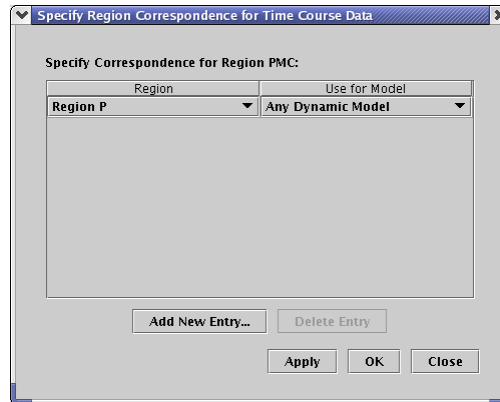 Specify Region Correspondence for Time Course Data
Specify Correspondence for Region PMC:
Region Use for Model
Region P Any Dynamic Model
Add New Entry... Delete Entry
Apply OK Close